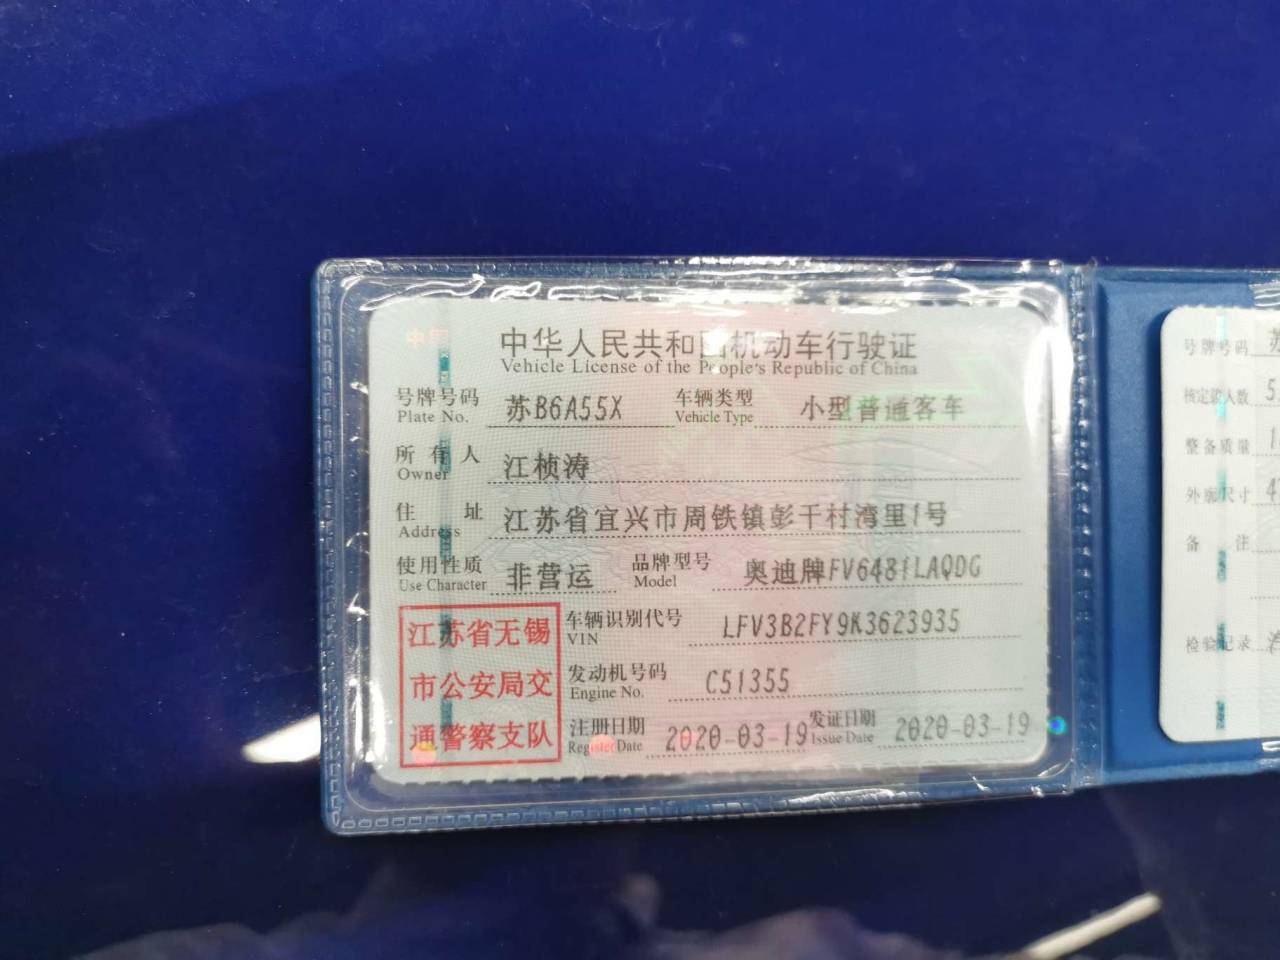 中华人民共和国机动车行驶证
Vehicle License of the People's Republic of China
号牌号码 苏B6A55X 车辆类型 小型普通客车
Plate No. Vehicle Type
所有人 江桢涛
Owner
住址 江苏省宜兴市周铁镇彭干村湾里1号
Address
使用性质 非营运 品牌型号 奥迪牌FV6481LAQDG
Use Character Model
江苏省无锡
市公安局交
通警察支队
车辆识别代号 LFV3B2FY9K3623935
VIN
发动机号码 C51355
Engine No.
注册日期 2020-03-19 发证日期 2020-03-19
Register Date Issue Date
号牌号码 苏
核定载人数 5
整备质量 1
外廓尺寸 4
备注
检验记录